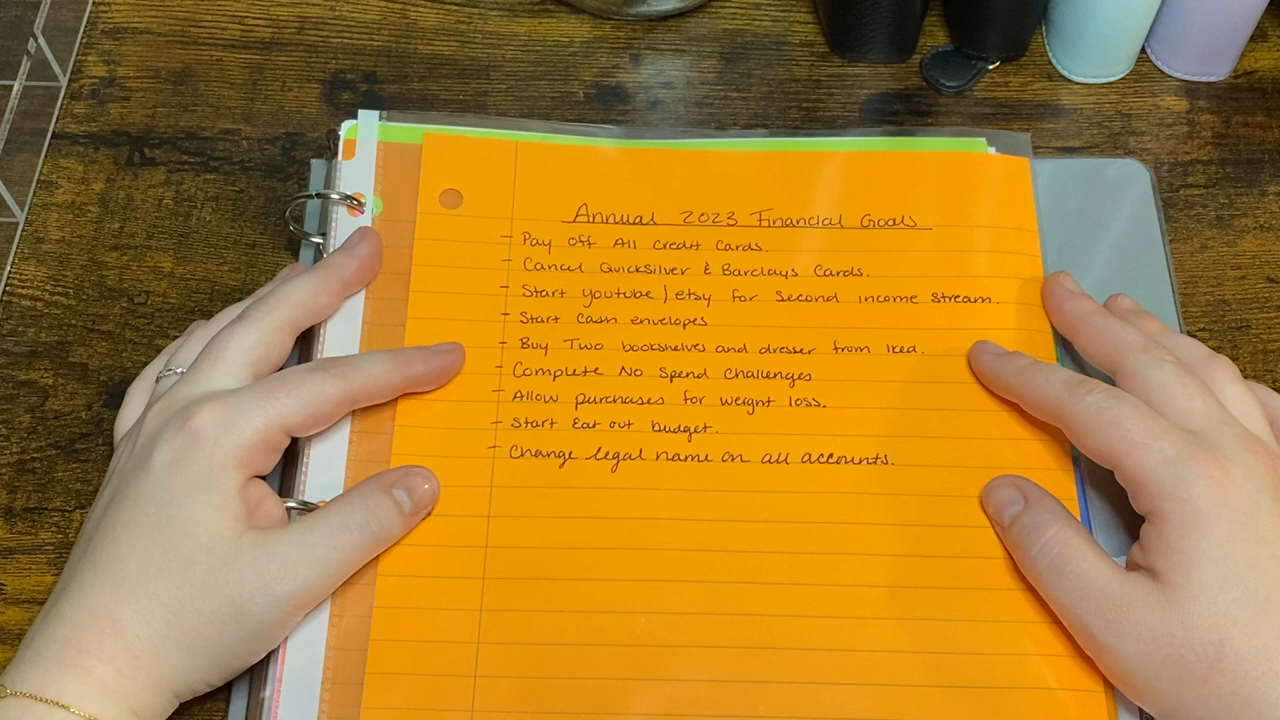 Annual 2023 Financial Goals
- Pay off All Credit Cards.
- Cancel Quicksilver & Barclays Cards.
- Start youtube / etsy for second income stream.
- Start Cash envelopes
- Buy Two bookshelves and dresser from Ikea.
- Complete No Spend Challenges
- Allow purchases for weight loss.
- Start Eat out budget.
- Change legal name on all accounts.